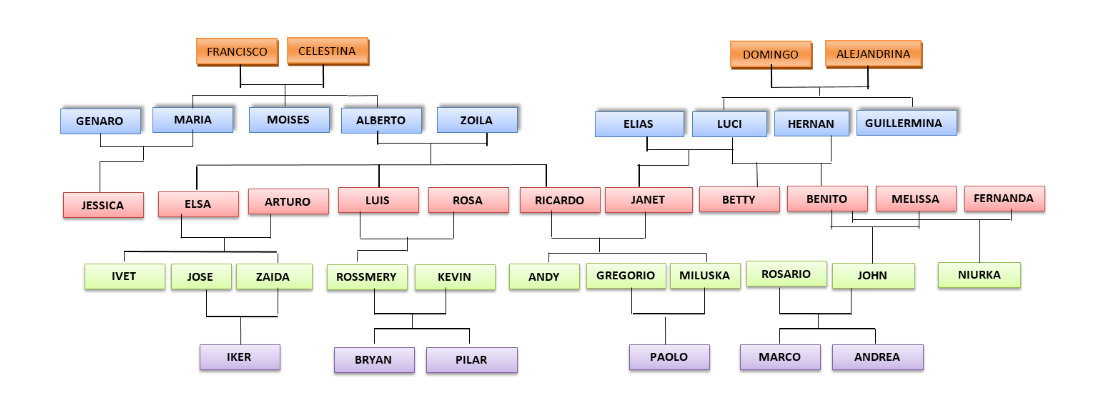 FRANCISCO
CELESTINA
DOMINGO
ALEJANDRINA
GENARO
MARIA
MOISES
ALBERTO
ZOILA
ELIAS
LUCI
HERNAN
GUILLERMINA
JESSICA
ELSA
ARTURO
LUIS
ROSA
RICARDO
JANET
BETTY
BENITO
MELISSA
FERNANDA
IVET
JOSE
ZAIDA
ROSSMERY
KEVIN
ANDY
GREGORIO
MILUSKA
ROSARIO
JOHN
NIURKA
IKER
BRYAN
PILAR
PAOLO
MARCO
ANDREA